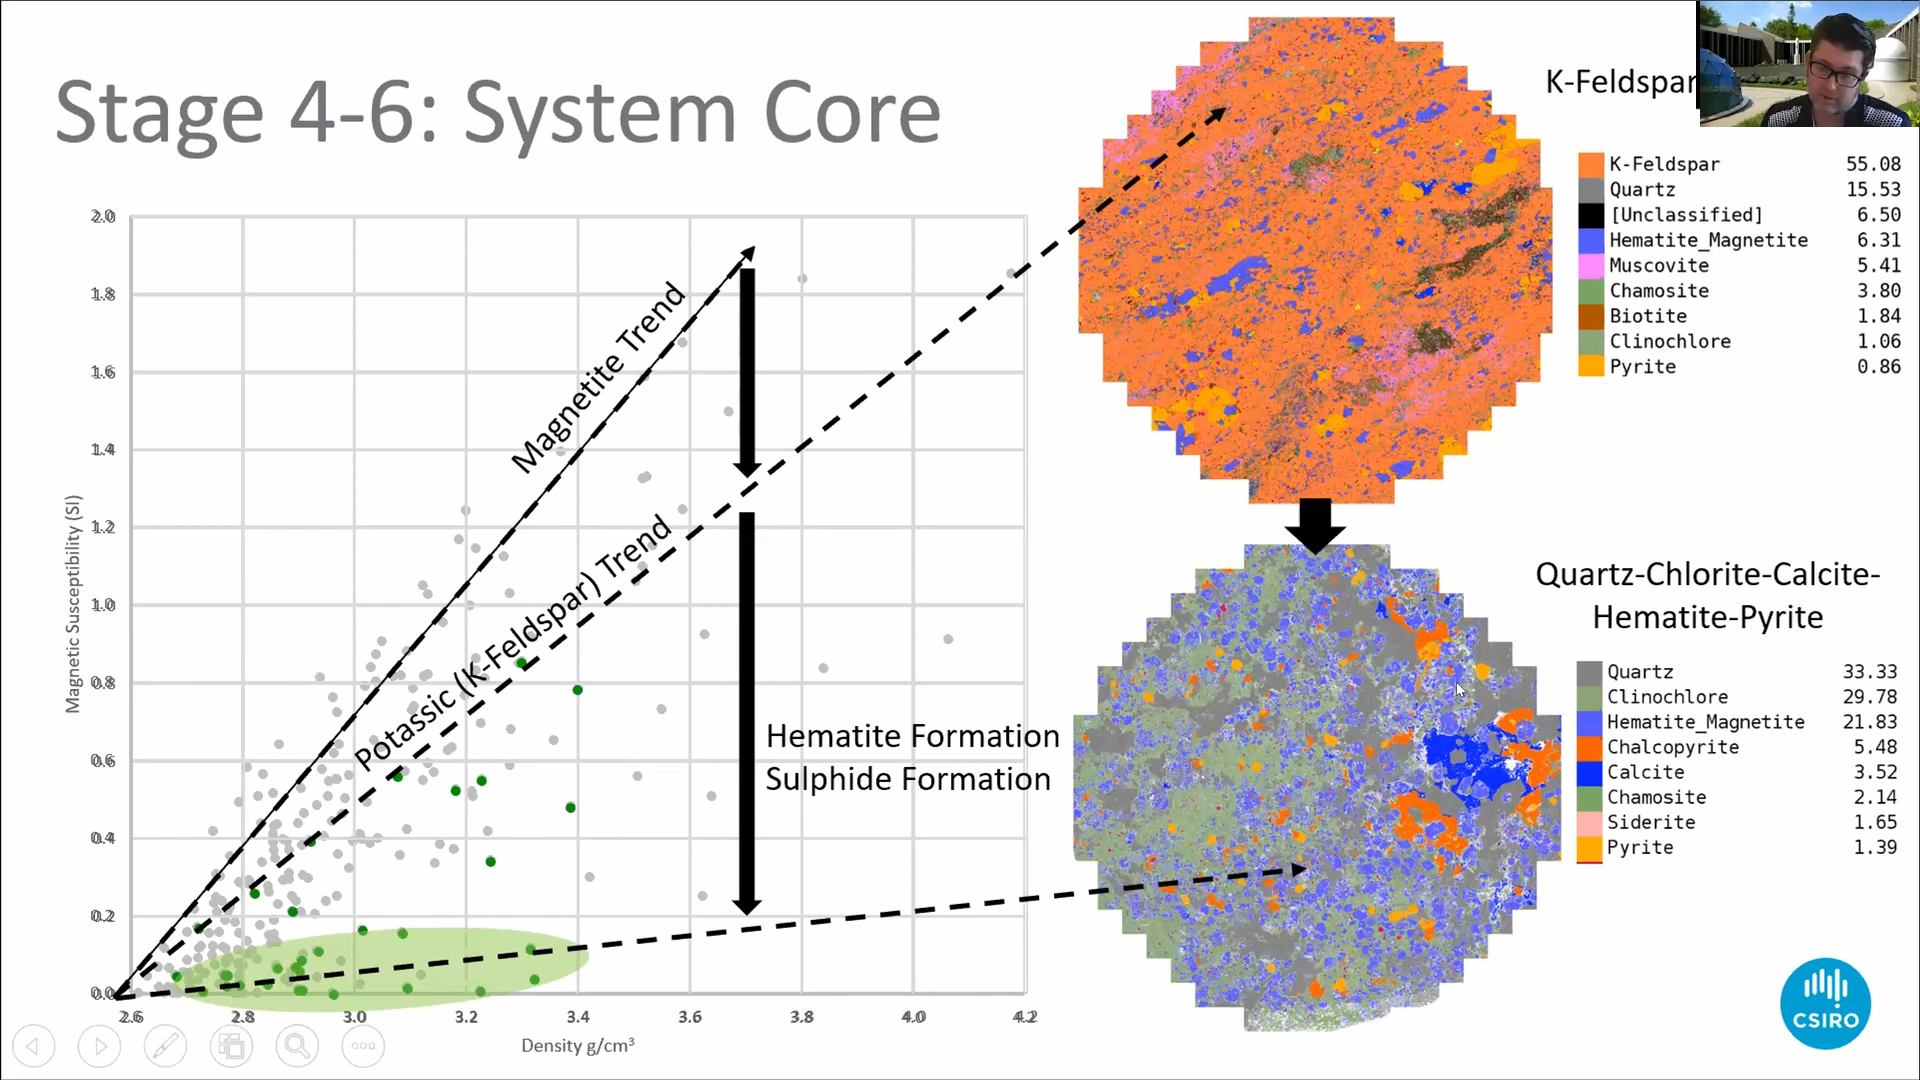 Stage 4-6: System Core
K-Feldspar
K-Feldspar 55.08
Quartz 15.53
[Unclassified] 6.50
Hematite_Magnetite 6.31
Muscovite 5.41
Chamosite 3.80
Biotite 1.84
Clinochlore 1.06
Pyrite 0.86
2.0
1.8
1.6
1.4
1.2
1.0
0.8
0.6
0.4
0.2
0.0
Magnetic Susceptibility (SI)
Magnetite Trend
Potassic (K-Feldspar) Trend
Hematite Formation
Sulphide Formation
2.6 2.8 3.0 3.2 3.4 3.6 3.8 4.0 4.2
Density g/cm³
Quartz-Chlorite-Calcite-
Hematite-Pyrite
Quartz 33.33
Clinochlore 29.78
Hematite_Magnetite 21.83
Chalcopyrite 5.48
Calcite 3.52
Chamosite 2.14
Siderite 1.65
Pyrite 1.39
CSIRO